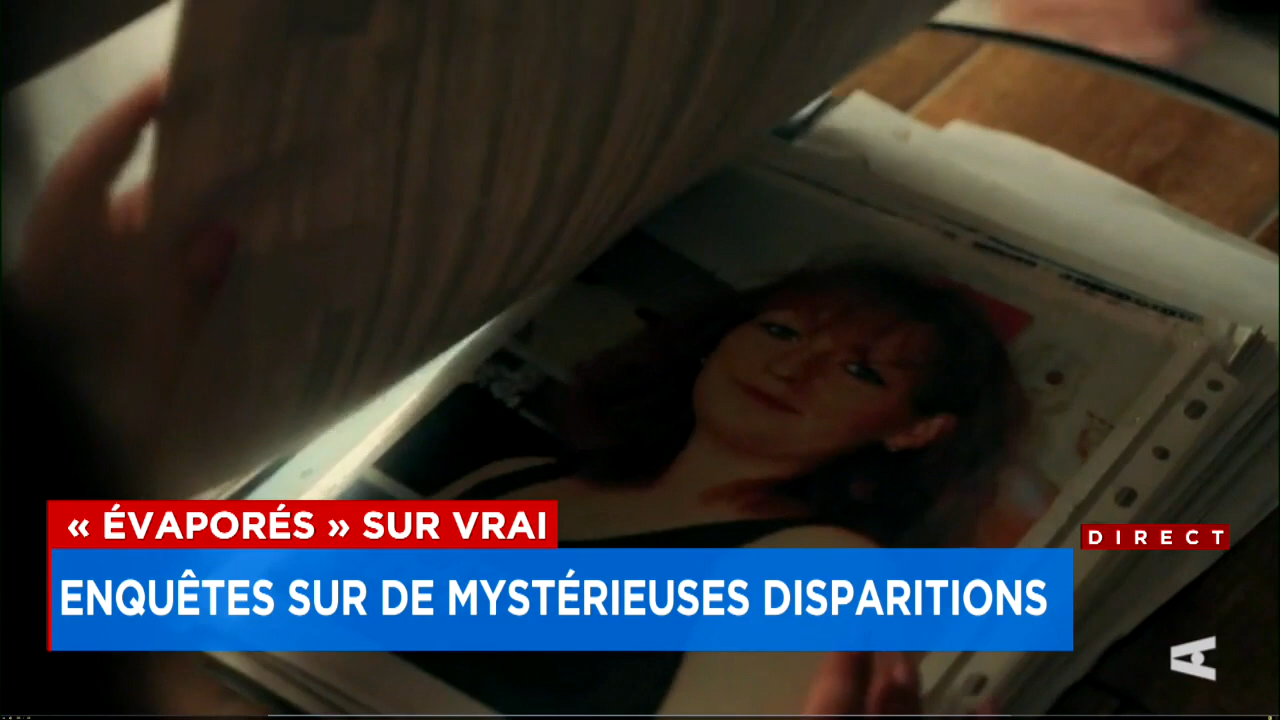 « ÉVAPORÉS » SUR VRAI
DIRECT
ENQUÊTES SUR DE MYSTÉRIEUSES DISPARITIONS